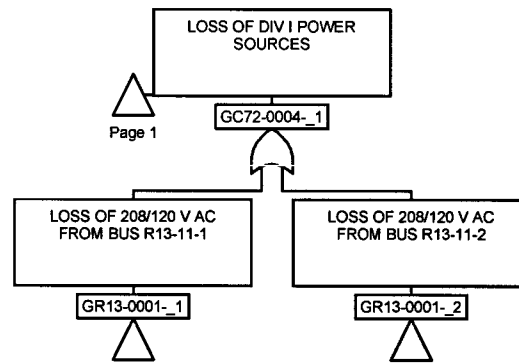 LOSS OF DIV I POWER
SOURCES
Page 1
GC72-0004-_1
LOSS OF 208/120 V AC
FROM BUS R13-11-1
LOSS OF 208/120 V AC
FROM BUS R13-11-2
GR13-0001-_1
GR13-0001-_2